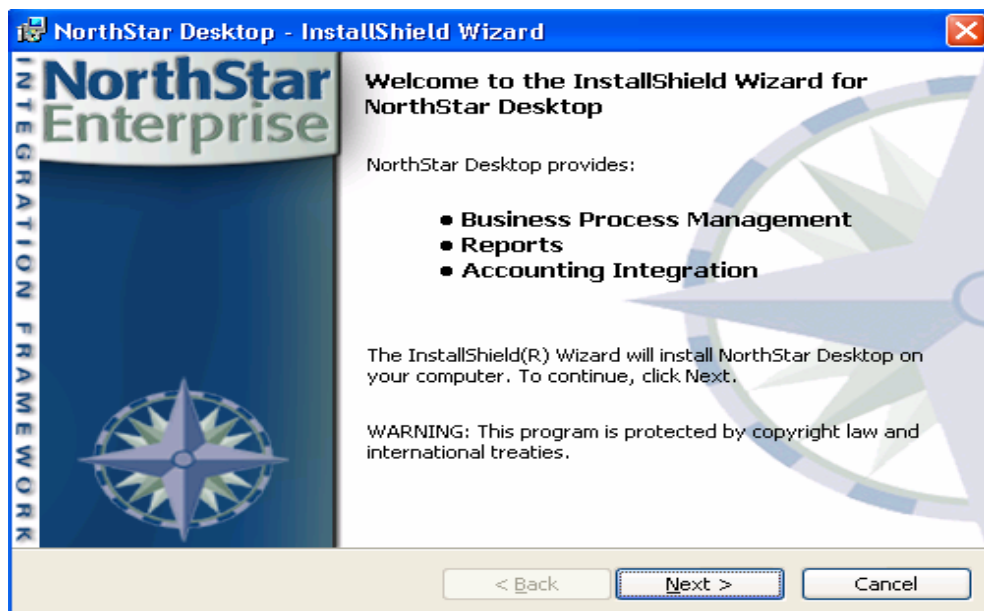 NorthStar Desktop - InstallShield Wizard
INTEGRATION FRAMEWORK
NorthStar
Enterprise
Welcome to the InstallShield Wizard for
NorthStar Desktop
NorthStar Desktop provides:
● Business Process Management
● Reports
● Accounting Integration
The InstallShield(R) Wizard will install NorthStar Desktop on
your computer. To continue, click Next.
WARNING: This program is protected by copyright law and
international treaties.
< Back
Next >
Cancel